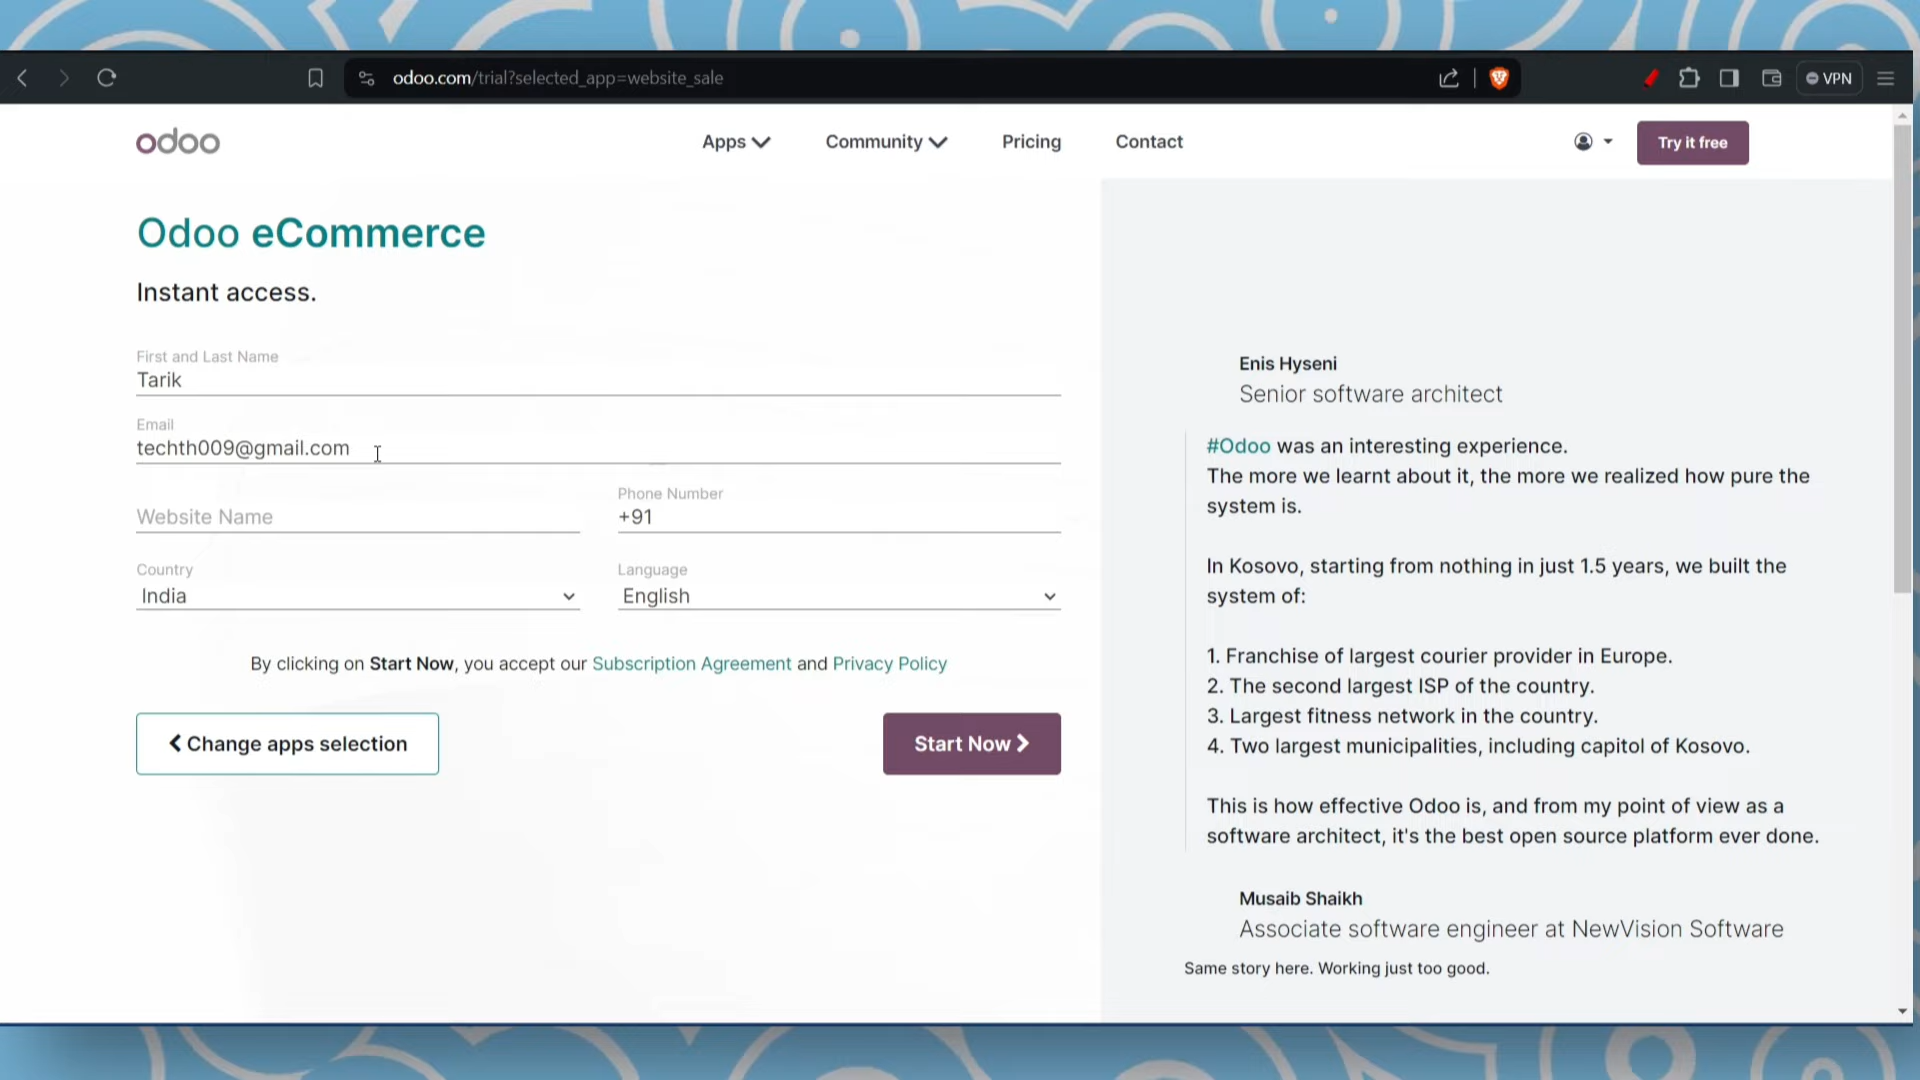 odoo.com/trial?selected_app=website_sale
VPN
odoo
Apps
Community
Pricing
Contact
Try it free
Odoo eCommerce
Instant access.
First and Last Name
Tarik
Email
techth009@gmail.com
Website Name
Phone Number
+91
Country
India
Language
English
By clicking on Start Now, you accept our Subscription Agreement and Privacy Policy
Change apps selection
Start Now
Enis Hyseni
Senior software architect
#Odoo was an interesting experience.
The more we learnt about it, the more we realized how pure the
system is.
In Kosovo, starting from nothing in just 1.5 years, we built the
system of:
1. Franchise of largest courier provider in Europe.
2. The second largest ISP of the country.
3. Largest fitness network in the country.
4. Two largest municipalities, including capitol of Kosovo.
This is how effective Odoo is, and from my point of view as a
software architect, it's the best open source platform ever done.
Musaib Shaikh
Associate software engineer at NewVision Software
Same story here. Working just too good.